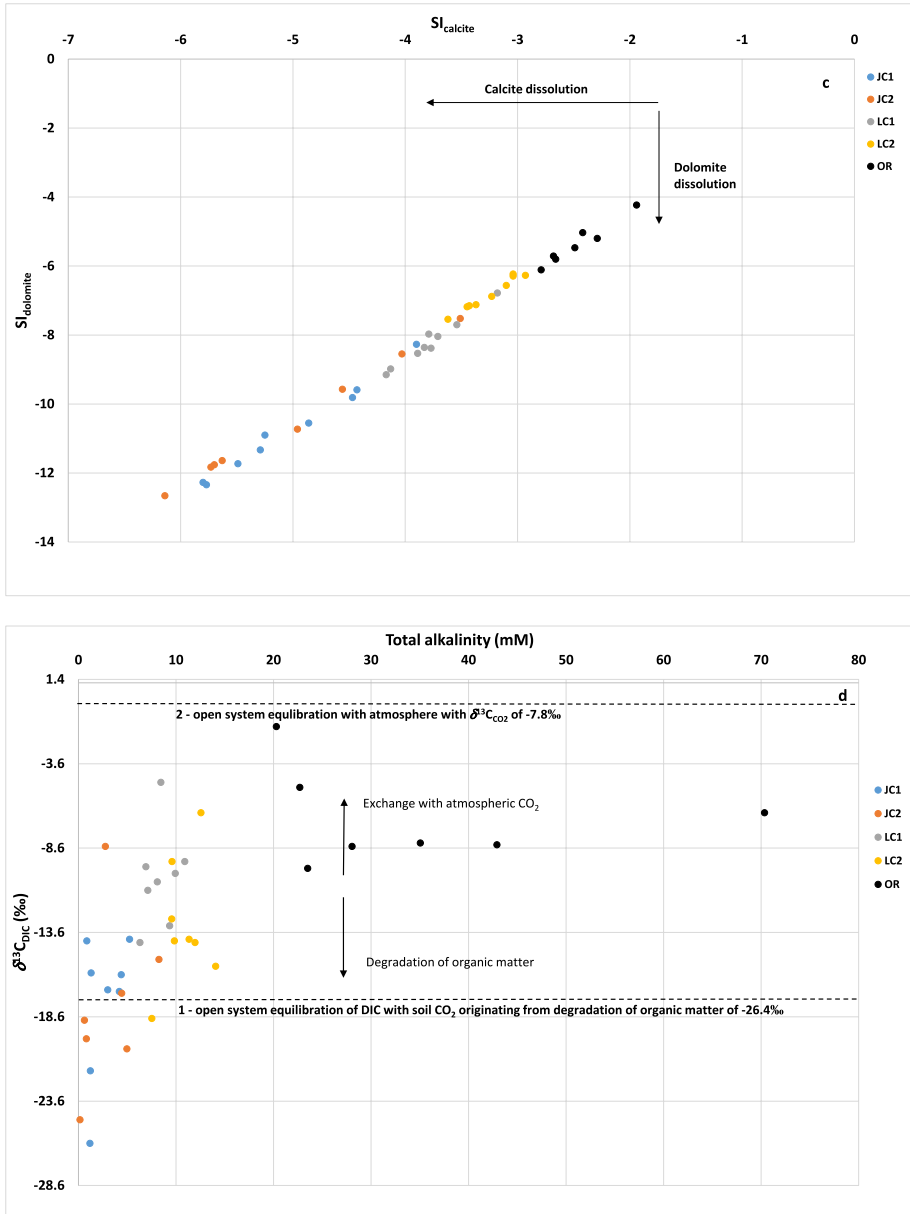 SIcalcite
-7 -6 -5 -4 -3 -2 -1 0
0
c
JC1
Calcite dissolution
JC2
-2
LC1
LC2
OR
Dolomite
dissolution
-4
-6
SIdolomite
-8
-10
-12
-14
Total alkalinity (mM)
0 10 20 30 40 50 60 70 80
1.4
d
2 - open system equlibration with atmosphere with δ13CCO2 of -7.8‰
-3.6
JC1
Exchange with atmospheric CO2
JC2
-8.6
LC1
LC2
OR
δ13CDIC (‰)
-13.6
Degradation of organic matter
1 - open system equilibration of DIC with soil CO2 originating from degradation of organic matter of -26.4‰
-18.6
-23.6
-28.6